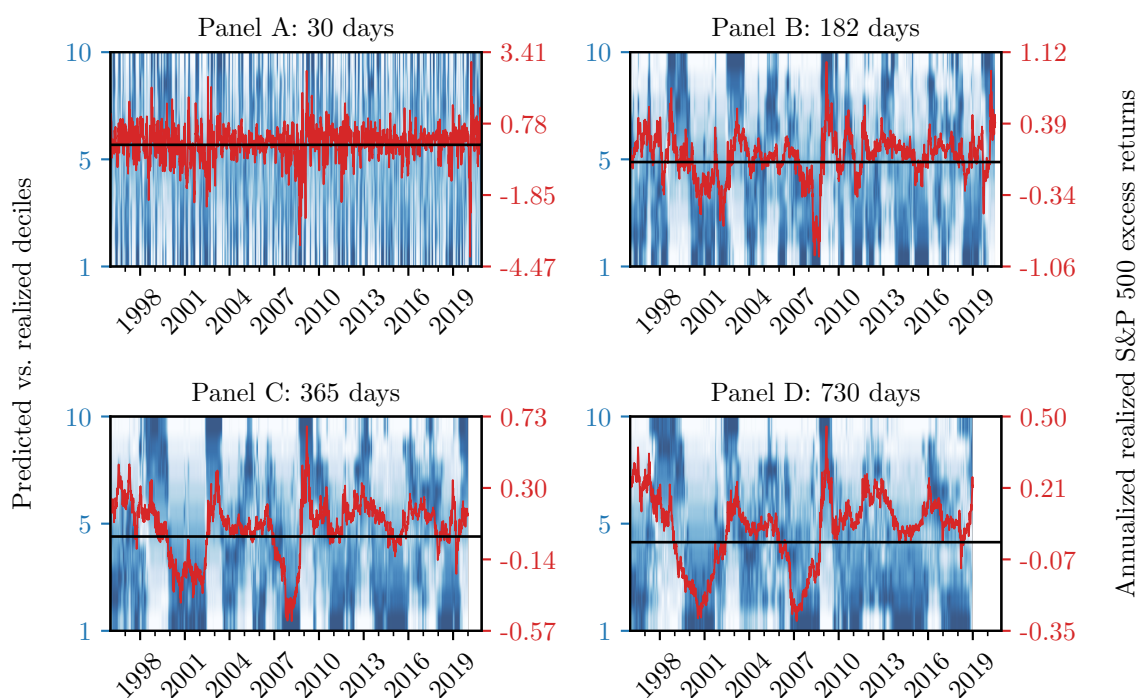 Predicted vs. realized deciles
Panel A: 30 days
10
5
1
3.41
0.78
-1.85
-4.47
1998 2001 2004 2007 2010 2013 2016 2019
Panel B: 182 days
10
5
1
1.12
0.39
-0.34
-1.06
1998 2001 2004 2007 2010 2013 2016 2019
Panel C: 365 days
10
5
1
0.73
0.30
-0.14
-0.57
1998 2001 2004 2007 2010 2013 2016 2019
Panel D: 730 days
10
5
1
0.50
0.21
-0.07
-0.35
1998 2001 2004 2007 2010 2013 2016 2019
Annualized realized S&P 500 excess returns